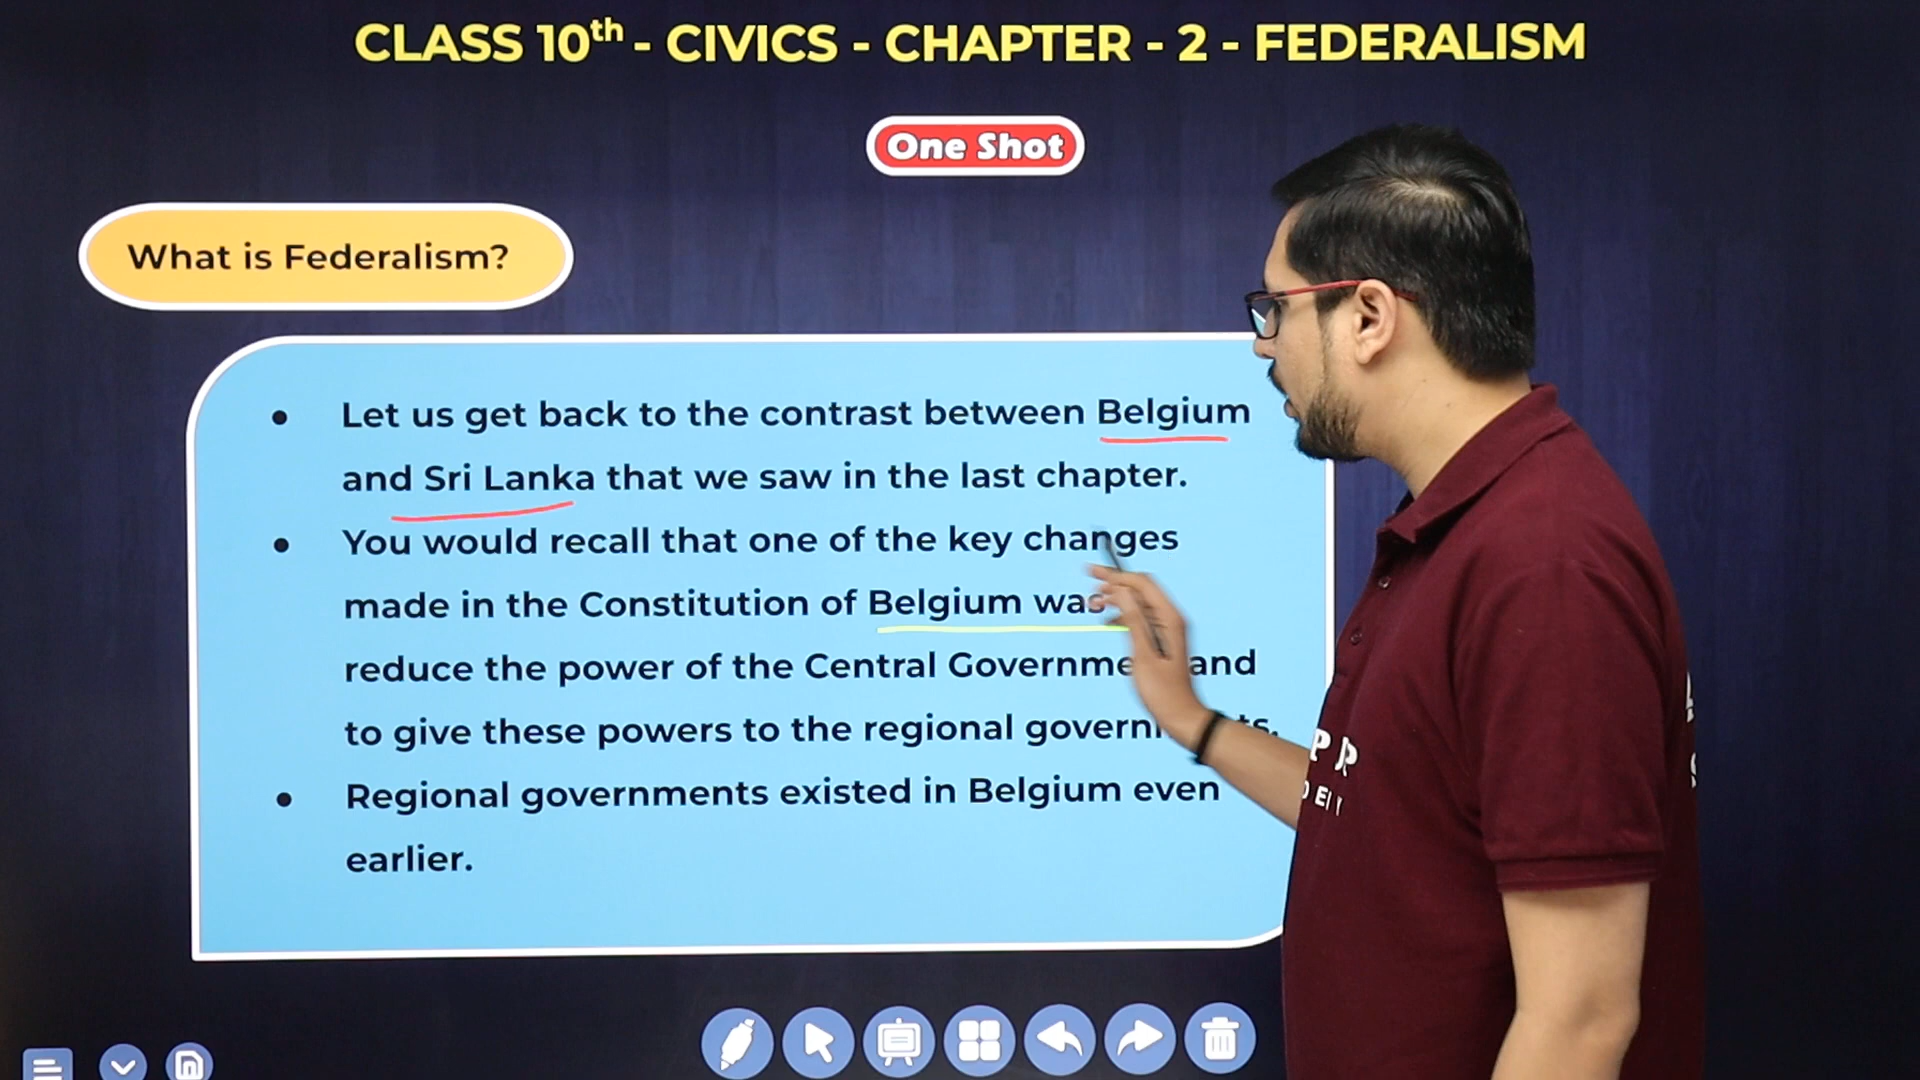 CLASS 10th - CIVICS - CHAPTER - 2 - FEDERALISM
One Shot
What is Federalism?
• Let us get back to the contrast between Belgium
and Sri Lanka that we saw in the last chapter.
• You would recall that one of the key changes
made in the Constitution of Belgium was
reduce the power of the Central and
to give these powers to the regional
• Regional governments existed in Belgium even
earlier.